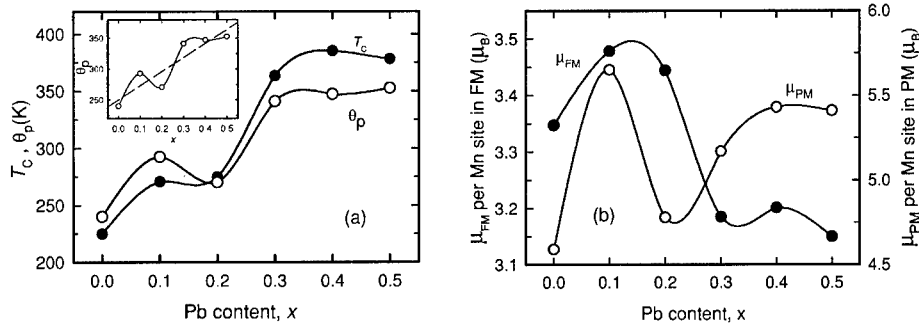 400
375
350
325
300
275
250
225
200
T_c , θ_p(K)
0.0 0.1 0.2 0.3 0.4 0.5
Pb content, x
350
300
250
θ_p
0.0 0.1 0.2 0.3 0.4 0.5
x
T_c
θ_p
(a)
3.5
3.4
3.3
3.2
3.1
μ_FM per Mn site in FM (μ_B)
0.0 0.1 0.2 0.3 0.4 0.5
Pb content, x
μ_FM
μ_PM
(b)
6.0
5.5
5.0
4.5
μ_PM per Mn site in PM (μ_B)